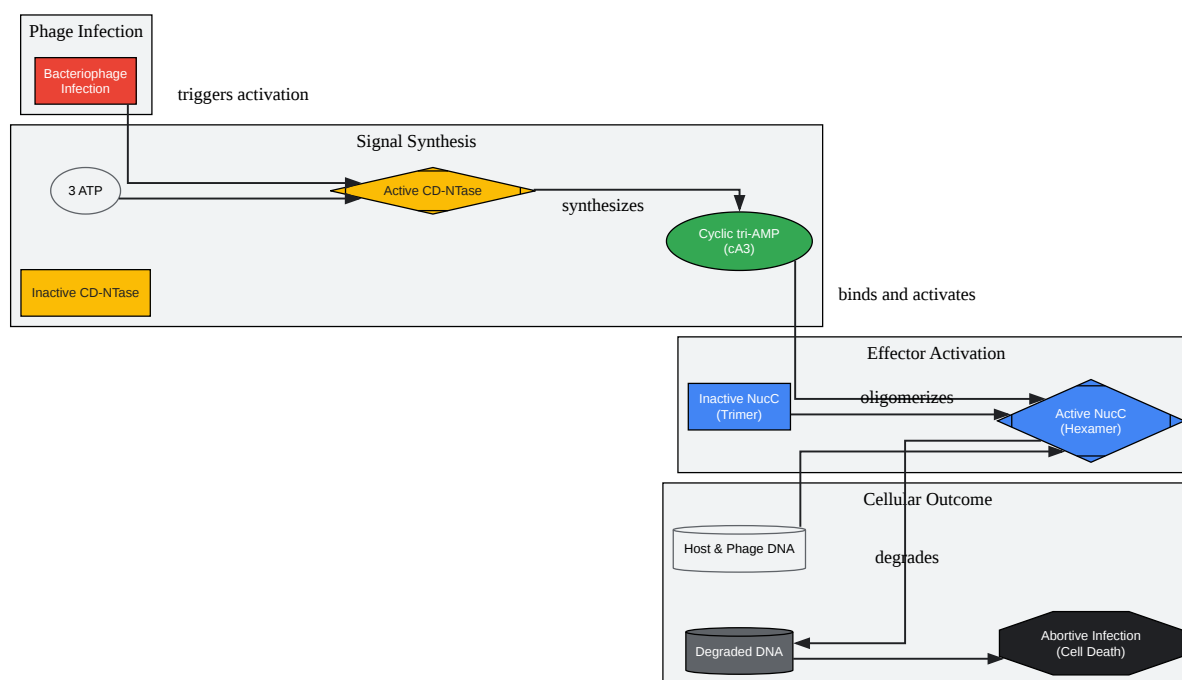 Phage Infection
Bacteriophage
Infection
triggers activation
Signal Synthesis
3 ATP
Active CD-NTase
synthesizes
Cyclic tri-AMP
(cA3)
Inactive CD-NTase
binds and activates
Effector Activation
Inactive NucC
(Trimer)
oligomerizes
Active NucC
(Hexamer)
Cellular Outcome
Host & Phage DNA
degrades
Degraded DNA
Abortive Infection
(Cell Death)